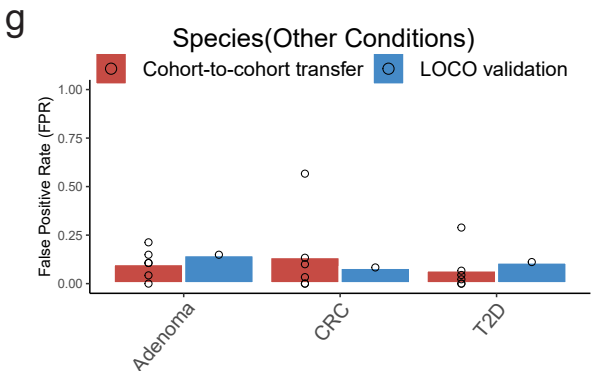 g
Species(Other Conditions)
Cohort-to-cohort transfer
LOCO validation
False Positive Rate (FPR)
1.00
0.75
0.50
0.25
0.00
Adenoma
CRC
T2D